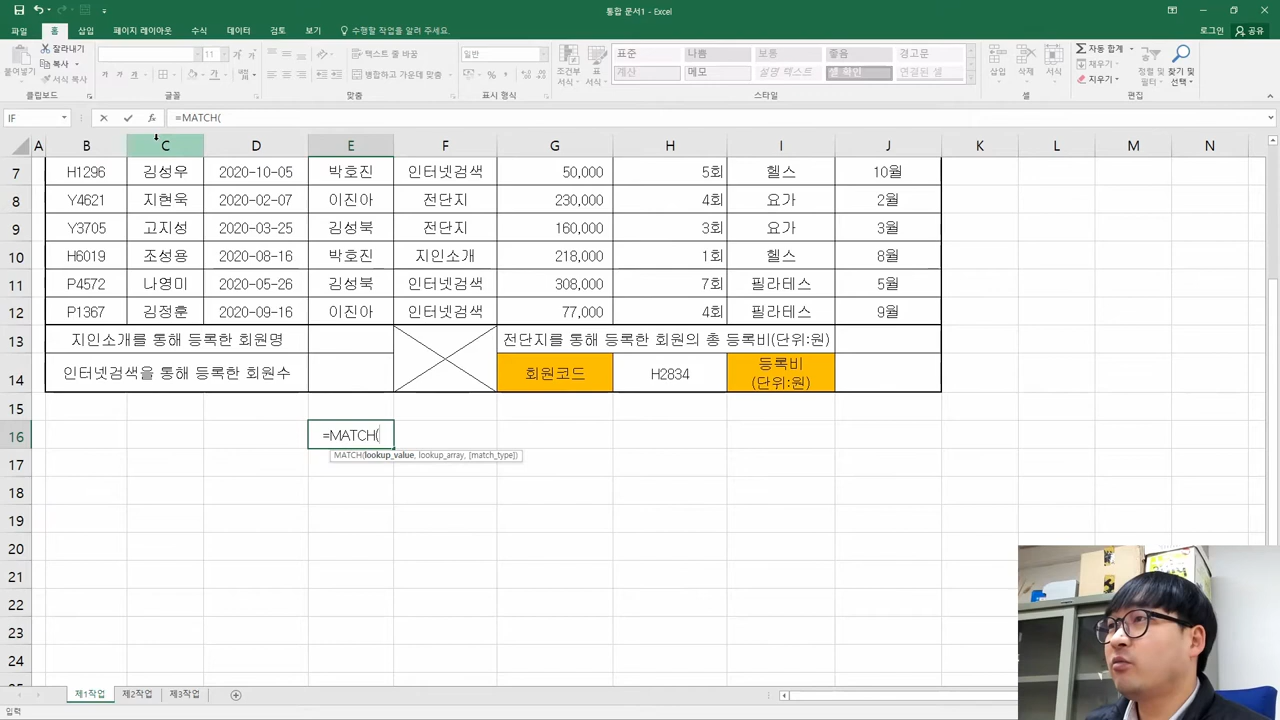 통합 문서1 - Excel
파일 홈 삽입 페이지 레이아웃 수식 데이터 검토 보기 수행할 작업을 알려 주세요. 로그인 공유
붙여넣기 잘라내기 복사 서식 복사
클립보드
11 가 가
가 가 가
글꼴
텍스트 줄 바꿈
병합하고 가운데 맞춤
맞춤
일반
표시 형식
조건부 서식 표 서식
표준 나쁨 보통 좋음 경고문
계산 메모 설명 텍스트 셀 확인 연결된 셀
스타일
삽입 삭제 서식
셀
자동 합계 채우기 지우기
정렬 및 필터 찾기 및 선택
편집
IF =MATCH(
A B C D E F G H I J K L M N
7 H1296 김성우 2020-10-05 박호진 인터넷검색 50,000 5회 헬스 10월
8 Y4621 지현욱 2020-02-07 이진아 전단지 230,000 4회 요가 2월
9 Y3705 고지성 2020-03-25 김성북 전단지 160,000 3회 요가 3월
10 H6019 조성용 2020-08-16 박호진 지인소개 218,000 1회 헬스 8월
11 P4572 나영미 2020-05-26 김성북 인터넷검색 308,000 7회 필라테스 5월
12 P1367 김정훈 2020-09-16 이진아 인터넷검색 77,000 4회 필라테스 9월
13 지인소개를 통해 등록한 회원명 전단지를 통해 등록한 회원의 총 등록비(단위:원)
14 인터넷검색을 통해 등록한 회원수 회원코드 H2834 등록비
(단위:원)
15
16 =MATCH(
MATCH(lookup_value, lookup_array, [match_type])
17
18
19
20
21
22
23
24
제1작업 제2작업 제3작업
입력